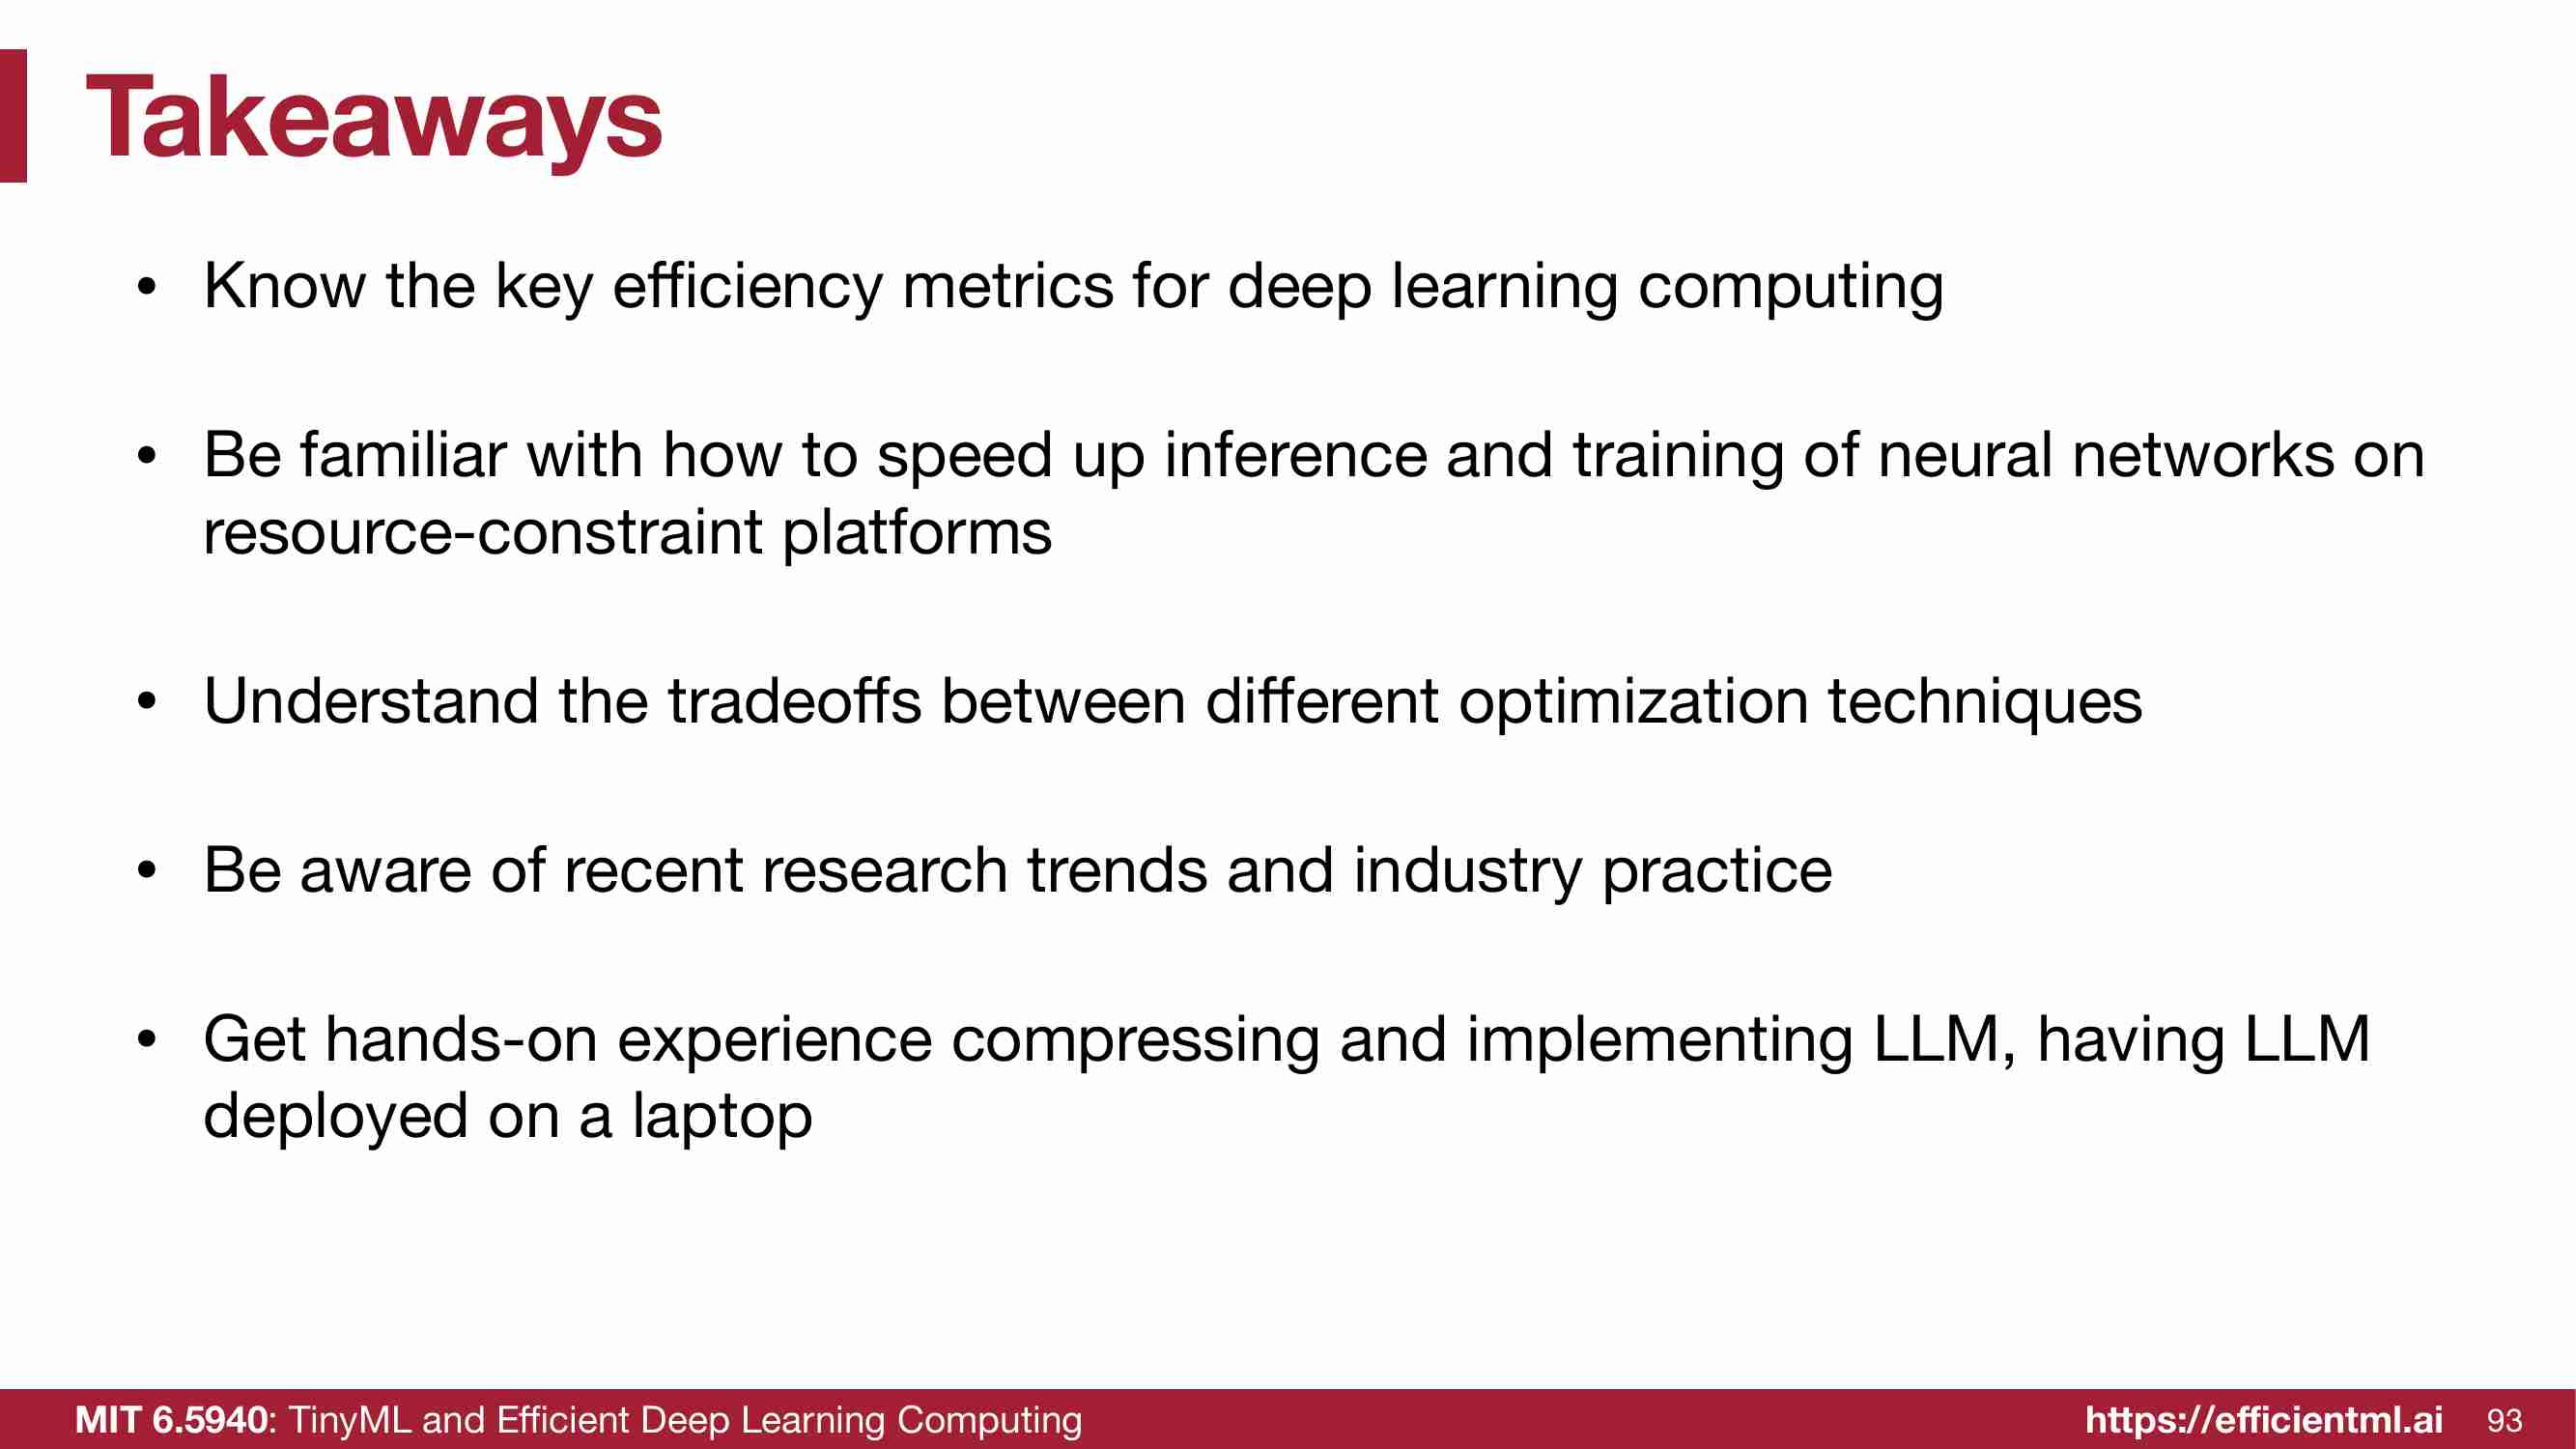 Takeaways
• Know the key efficiency metrics for deep learning computing
• Be familiar with how to speed up inference and training of neural networks on
resource-constraint platforms
• Understand the tradeoffs between different optimization techniques
• Be aware of recent research trends and industry practice
• Get hands-on experience compressing and implementing LLM, having LLM
deployed on a laptop
MIT 6.5940: TinyML and Efficient Deep Learning Computing
https://efficientml.ai 93